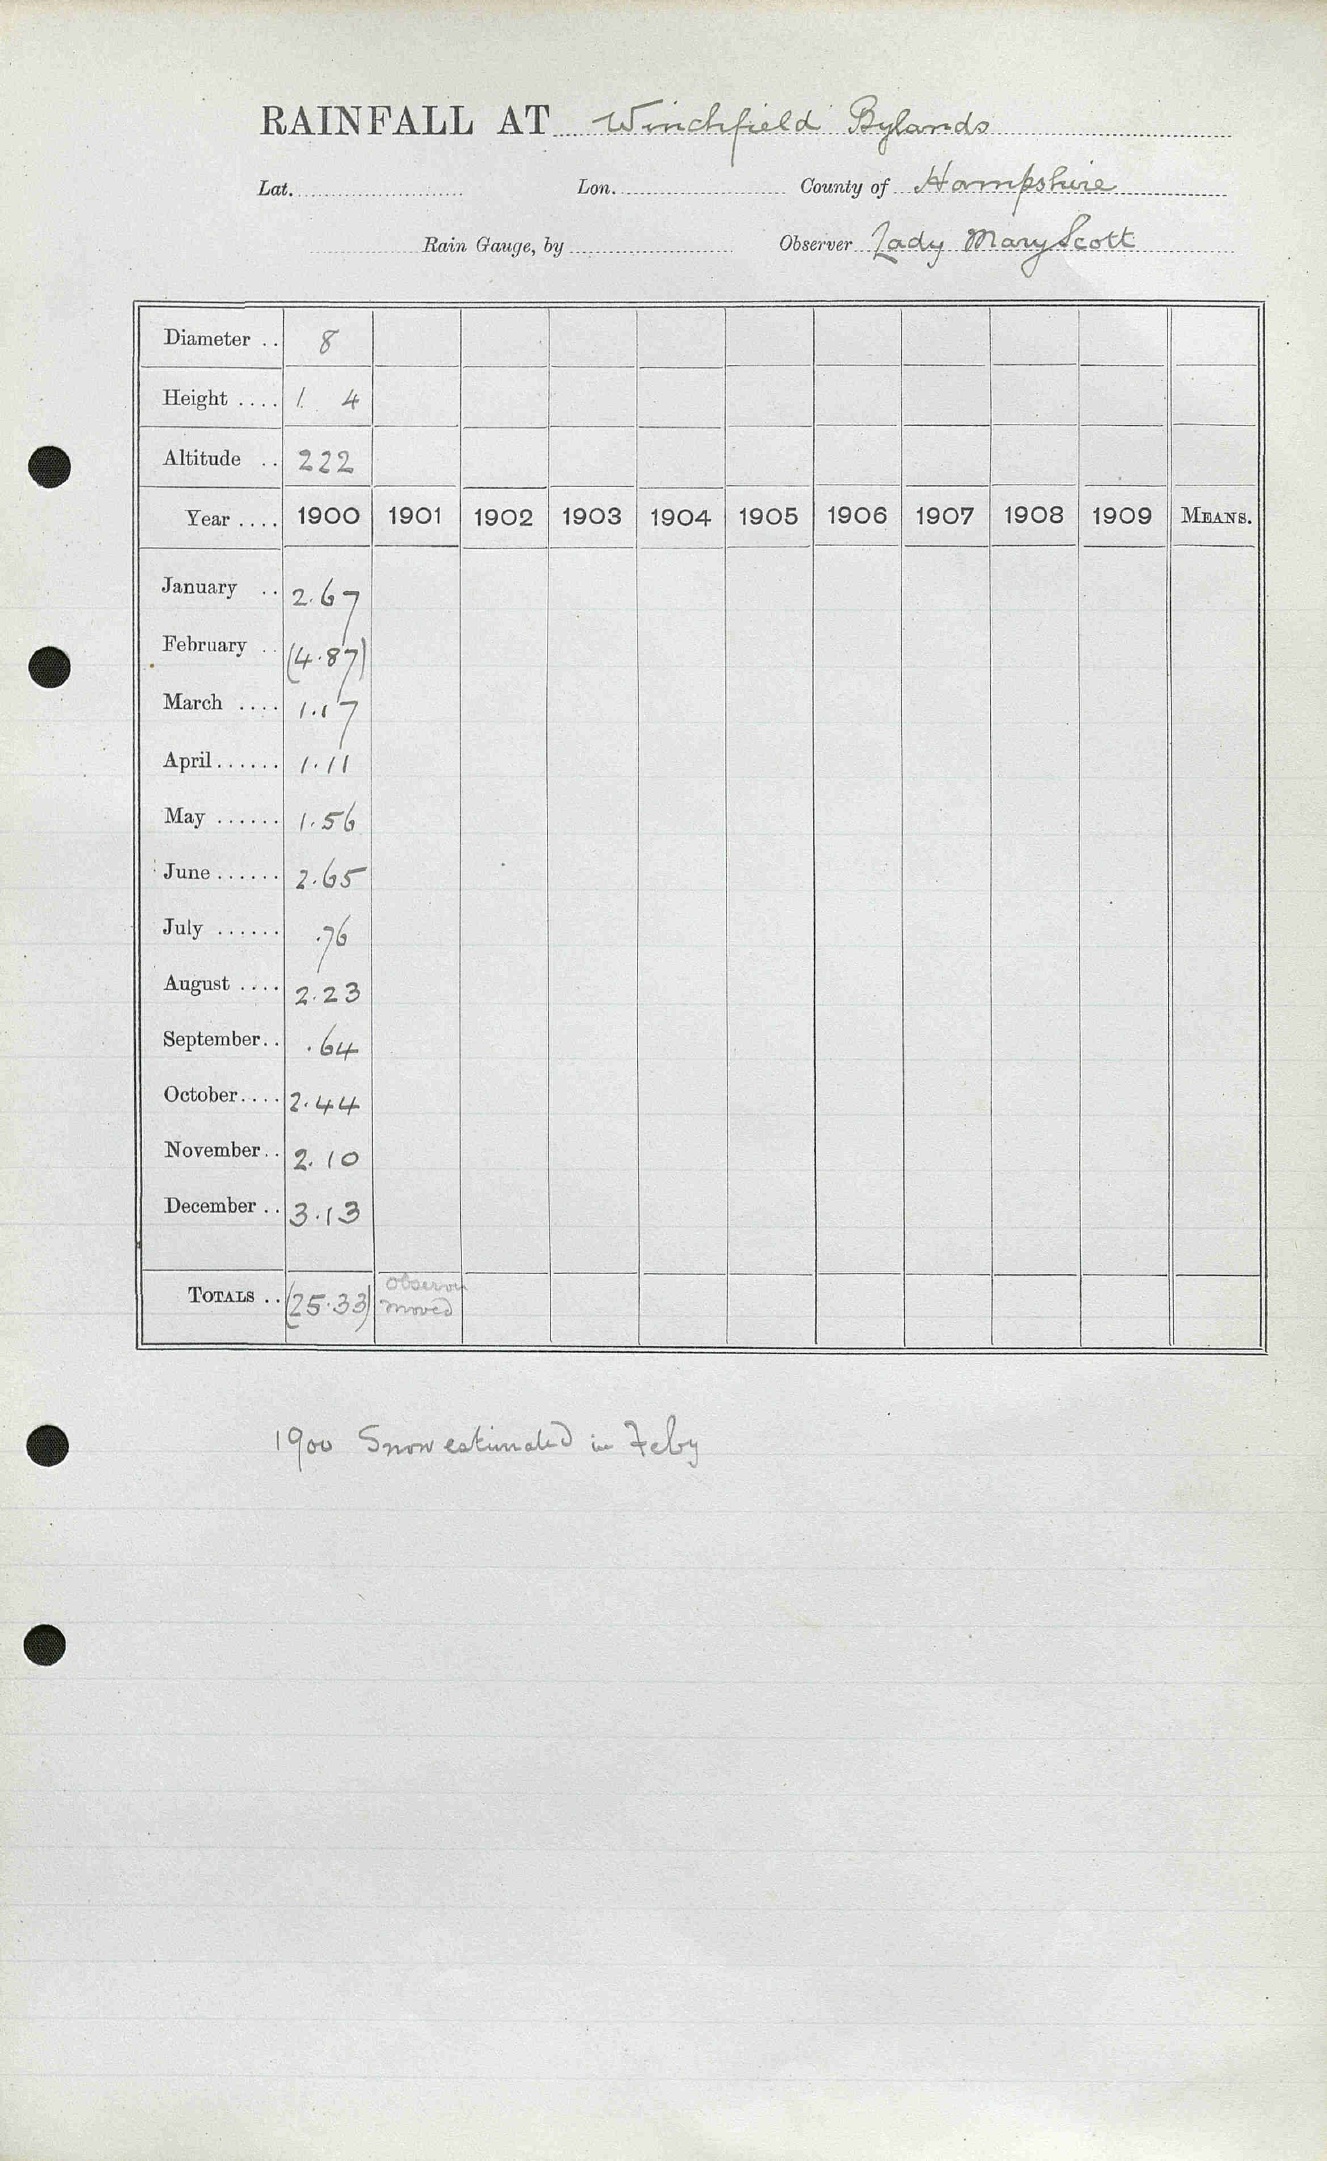 RAINFALL AT Winchfield Bylands
Lat. Lon. County of Hampshire
Rain Gauge, by Observer Lady Mary Scott
Diameter .. 8
Height .... 1. 4
Altitude .. 222
Year .... 1900 1901 1902 1903 1904 1905 1906 1907 1908 1909 MEANS.
January .. 2.67
February .. (4.87)
March .... 1.17
April ...... 1.11
May ...... 1.56
June ...... 2.65
July ...... .76
August .... 2.23
September.. .64
October.... 2.44
November.. 2.10
December .. 3.13
TOTALS .. (25.33) Observer
moved
1900 Snow estimated in Feby